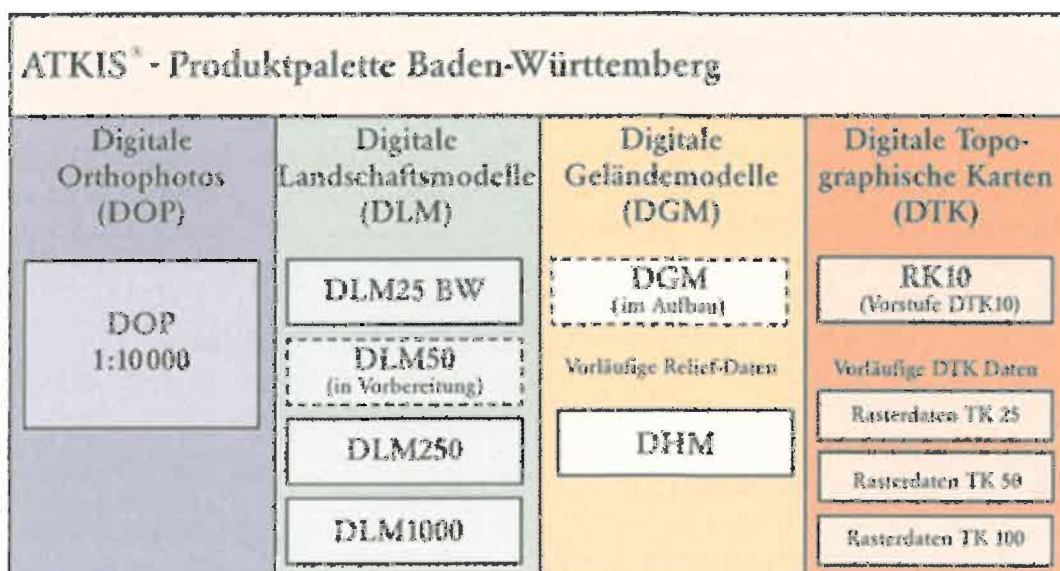 ATKIS® - Produktpalette Baden-Württemberg
Digitale
Orthophotos
(DOP)
DOP
1:10000
Digitale
Landschaftsmodelle
(DLM)
DLM25 BW
DLM50
(in Vorbereitung)
DLM250
DLM1000
Digitale
Geländemodelle
(DGM)
DGM
(im Aufbau)
Vorläufige Relief-Daten
DHM
Digitale Topo-
graphische Karten
(DTK)
RK10
(Vorstufe DTK10)
Vorläufige DTK Daten
Rasterdaten TK 25
Rasterdaten TK 50
Rasterdaten TK 100